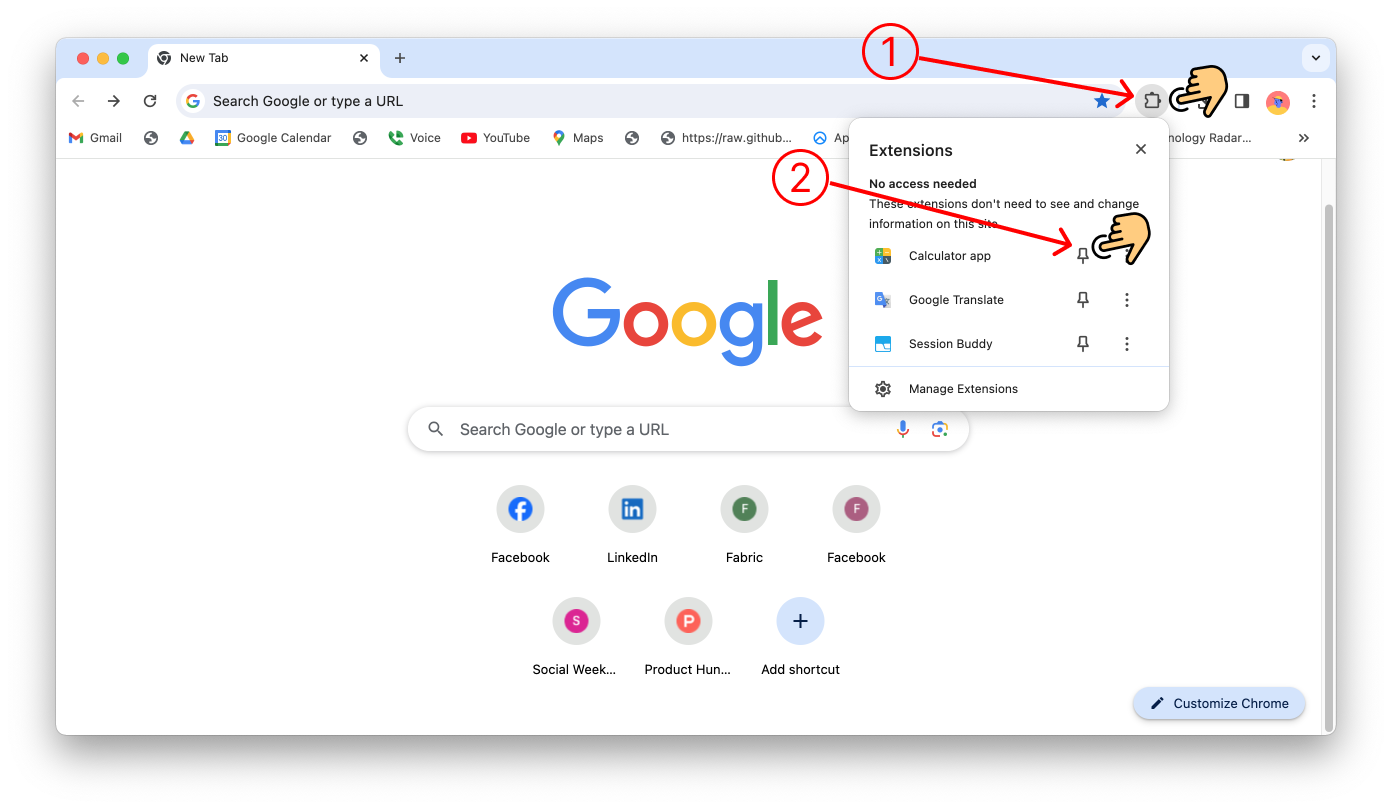 1
New Tab
Search Google or type a URL
Gmail
30
Google Calendar
Voice
YouTube
Maps
https://raw.github...
Radar...
Extensions
2
No access needed
These extensions don't need to see and change
information on this site
Calculator app
Google Translate
Session Buddy
Manage Extensions
Google
Search Google or type a URL
in
F
F
Facebook
LinkedIn
Fabric
Facebook
S
P
Social Week...
Product Hun...
Add shortcut
Customize Chrome